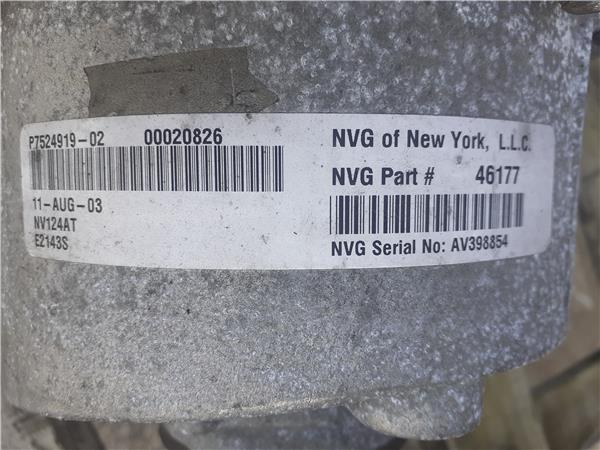 P7524919-02 00020826
11-AUG-03
NV124AT
E2143S
NVG of New York, L.L.C.
NVG Part # 46177
NVG Serial No: AV398854